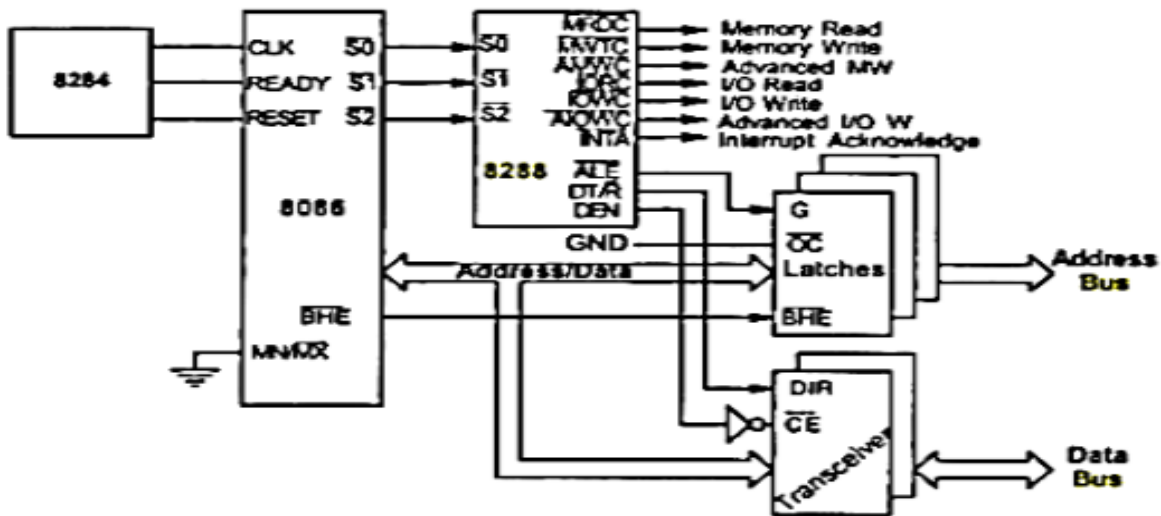 8284
CLK
READY
RESET
S0
S1
S2
8086
BHE
MN/MX
S0
S1
S2
8288
MRDC
MWTC
AMWC
IORC
IOWC
AIOWC
INTA
ALE
DT/R
DEN
Memory Read
Memory Write
Advanced MW
I/O Read
I/O Write
Advanced I/O W
Interrupt Acknowledge
GND
Address/Data
G
OC
Latches
BHE
Address
Bus
DIR
CE
Transceiver
Data
Bus